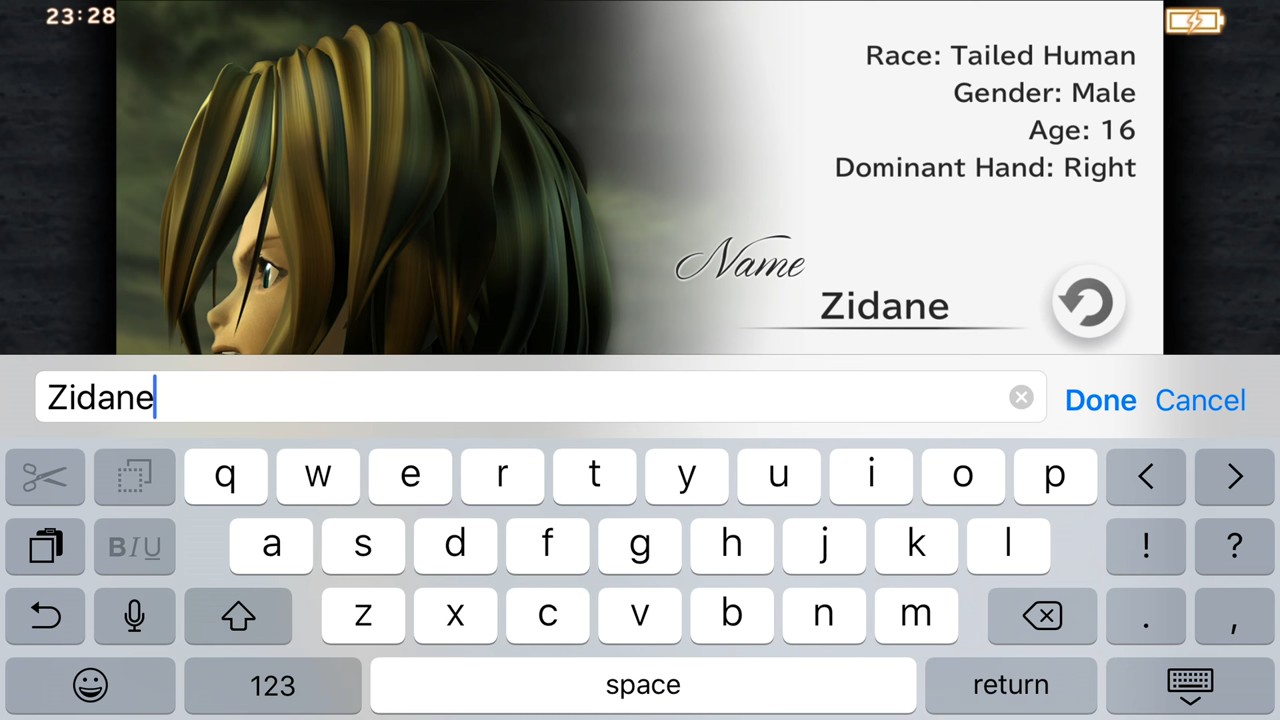 23:28
Race: Tailed Human
Gender: Male
Age: 16
Dominant Hand: Right
Name
Zidane
Zidane
Done Cancel
q w e r t y u i o p < >
BIU a s d f g h j k l ! ?
z x c v b n m . ,
123 space return